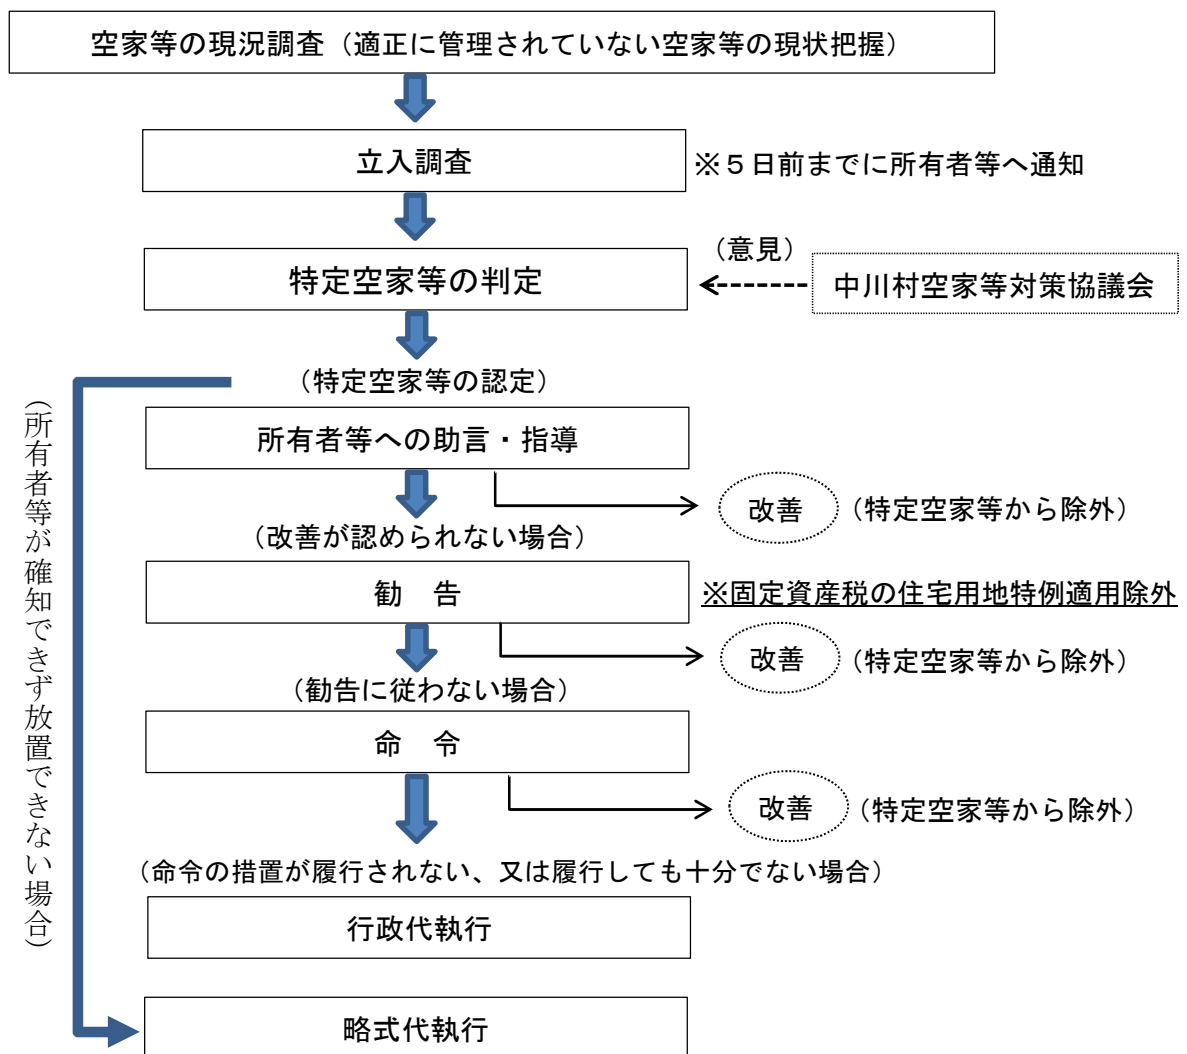 空家等の現況調査（適正に管理されていない空家等の現状把握）
立入調査
※５日前までに所有者等へ通知
（意見）
特定空家等の判定
中川村空家等対策協議会
（特定空家等の認定）
（所有者等が確知できず放置できない場合）
所有者等への助言・指導
改善
（特定空家等から除外）
（改善が認められない場合）
勧　告
※固定資産税の住宅用地特例適用除外
改善
（特定空家等から除外）
（勧告に従わない場合）
命　令
改善
（特定空家等から除外）
（命令の措置が履行されない、又は履行しても十分でない場合）
行政代執行
略式代執行